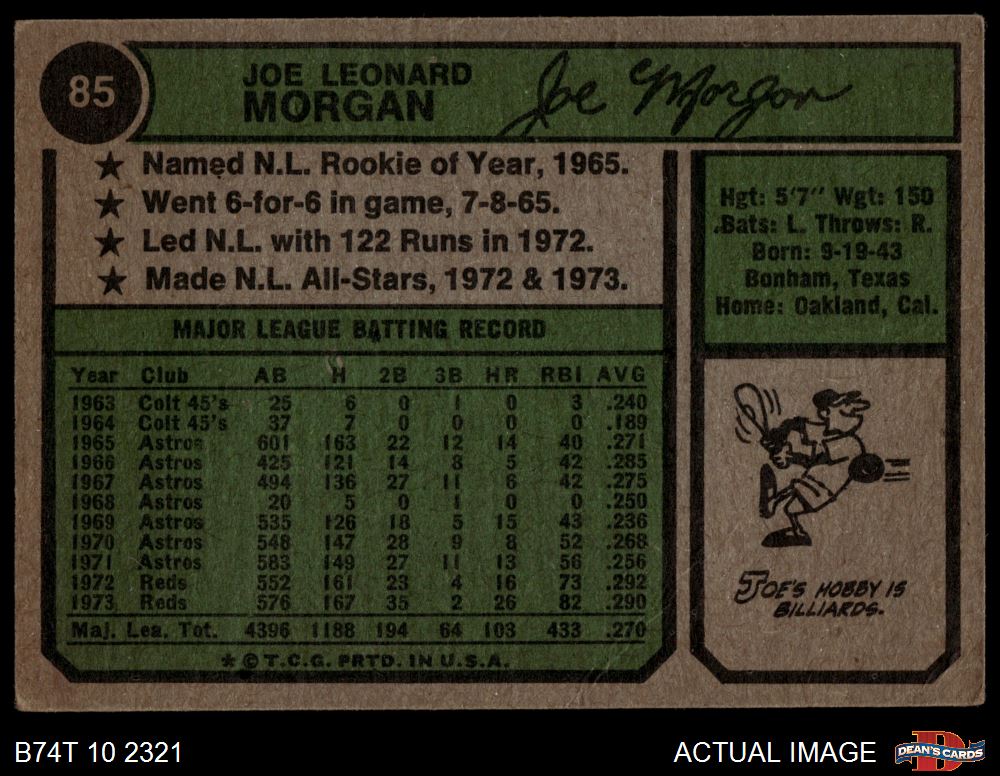 85
JOE LEONARD
MORGAN
Joe Morgan
★ Named N.L. Rookie of Year, 1965.
★ Went 6-for-6 in game, 7-8-65.
★ Led N.L. with 122 Runs in 1972.
★ Made N.L. All-Stars, 1972 & 1973.
Hgt: 5'7" Wgt: 150
Bats: L. Throws: R.
Born: 9-19-43
Bonham, Texas
Home: Oakland, Cal.
MAJOR LEAGUE BATTING RECORD
Year Club AB H 2B 3B HR RBI AVG
1963 Colt 45's 25 6 0 1 0 3 .240
1964 Colt 45's 37 7 0 0 0 0 .189
1965 Astros 601 163 22 12 14 40 .271
1966 Astros 425 121 14 8 5 42 .285
1967 Astros 494 136 27 11 6 42 .275
1968 Astros 20 5 0 1 0 0 .250
1969 Astros 535 126 18 5 15 43 .236
1970 Astros 548 147 28 9 8 52 .268
1971 Astros 583 149 27 11 13 56 .256
1972 Reds 552 161 23 4 16 73 .292
1973 Reds 576 167 35 2 26 82 .290
Maj. Lea. Tot. 4396 1188 194 64 103 433 .270
* © T.C.G. PRTD. IN U.S.A.
JOE'S HOBBY IS
BILLIARDS.
B74T 10 2321
ACTUAL IMAGE
DEAN'S CARDS